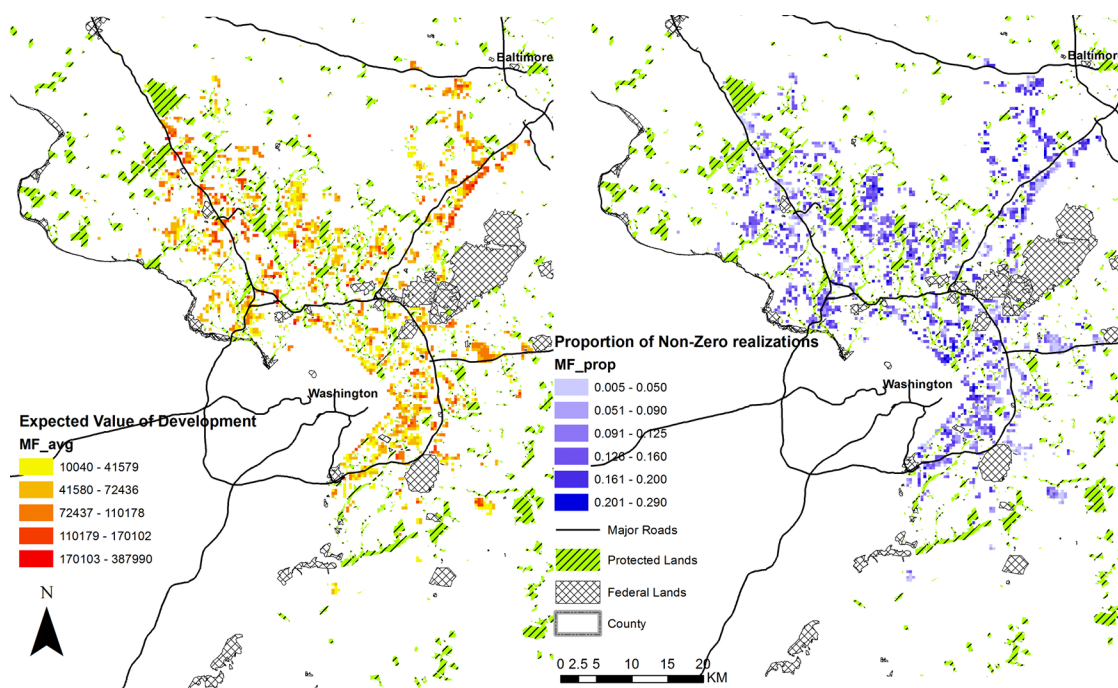 Baltimore
Washington
Expected Value of Development
MF_avg
10040 - 41579
41580 - 72436
72437 - 110178
110179 - 170102
170103 - 387990
N
Baltimore
Washington
Proportion of Non-Zero realizations
MF_prop
0.005 - 0.050
0.051 - 0.090
0.091 - 0.125
0.126 - 0.160
0.161 - 0.200
0.201 - 0.290
Major Roads
Protected Lands
Federal Lands
County
0 2.5 5 10 15 20
KM